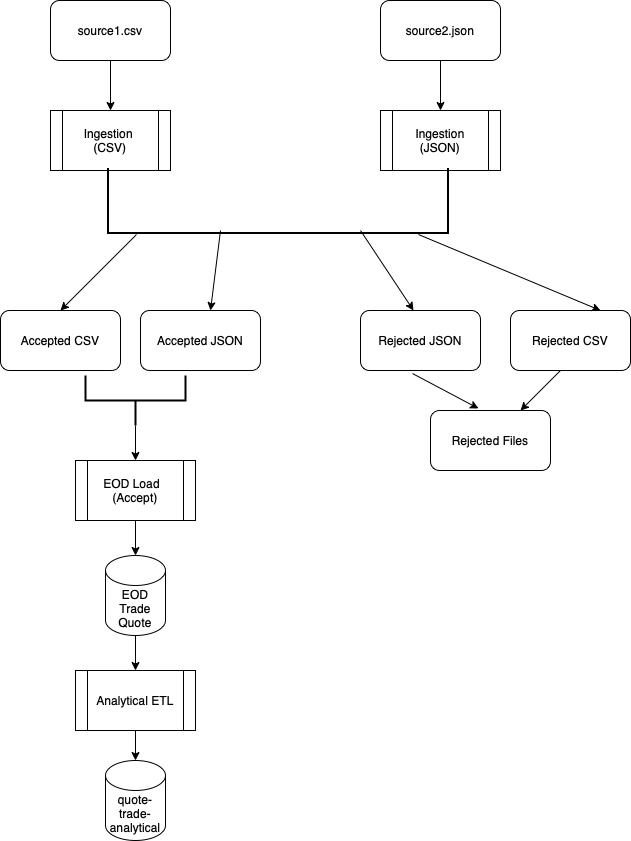 source1.csv
source2.json
Ingestion
(CSV)
Ingestion
(JSON)
Accepted CSV
Accepted JSON
Rejected JSON
Rejected CSV
Rejected Files
EOD Load
(Accept)
EOD
Trade
Quote
Analytical ETL
quote-
trade-
analytical